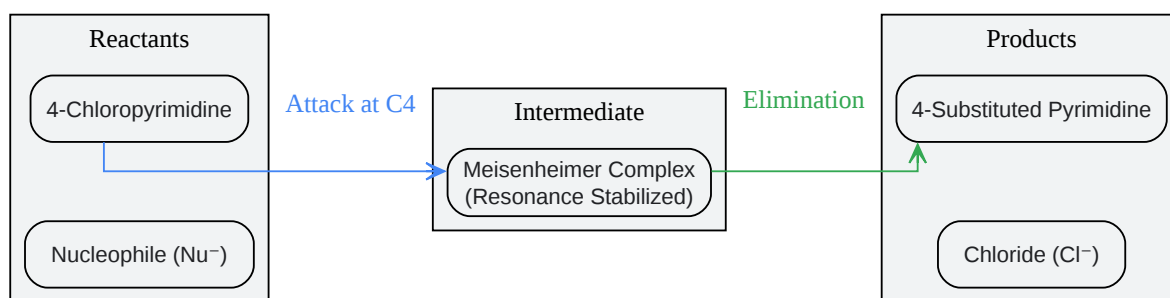 Reactants
4-Chloropyrimidine
Nucleophile (Nu⁻)
Attack at C4
Intermediate
Meisenheimer Complex
(Resonance Stabilized)
Elimination
Products
4-Substituted Pyrimidine
Chloride (Cl⁻)